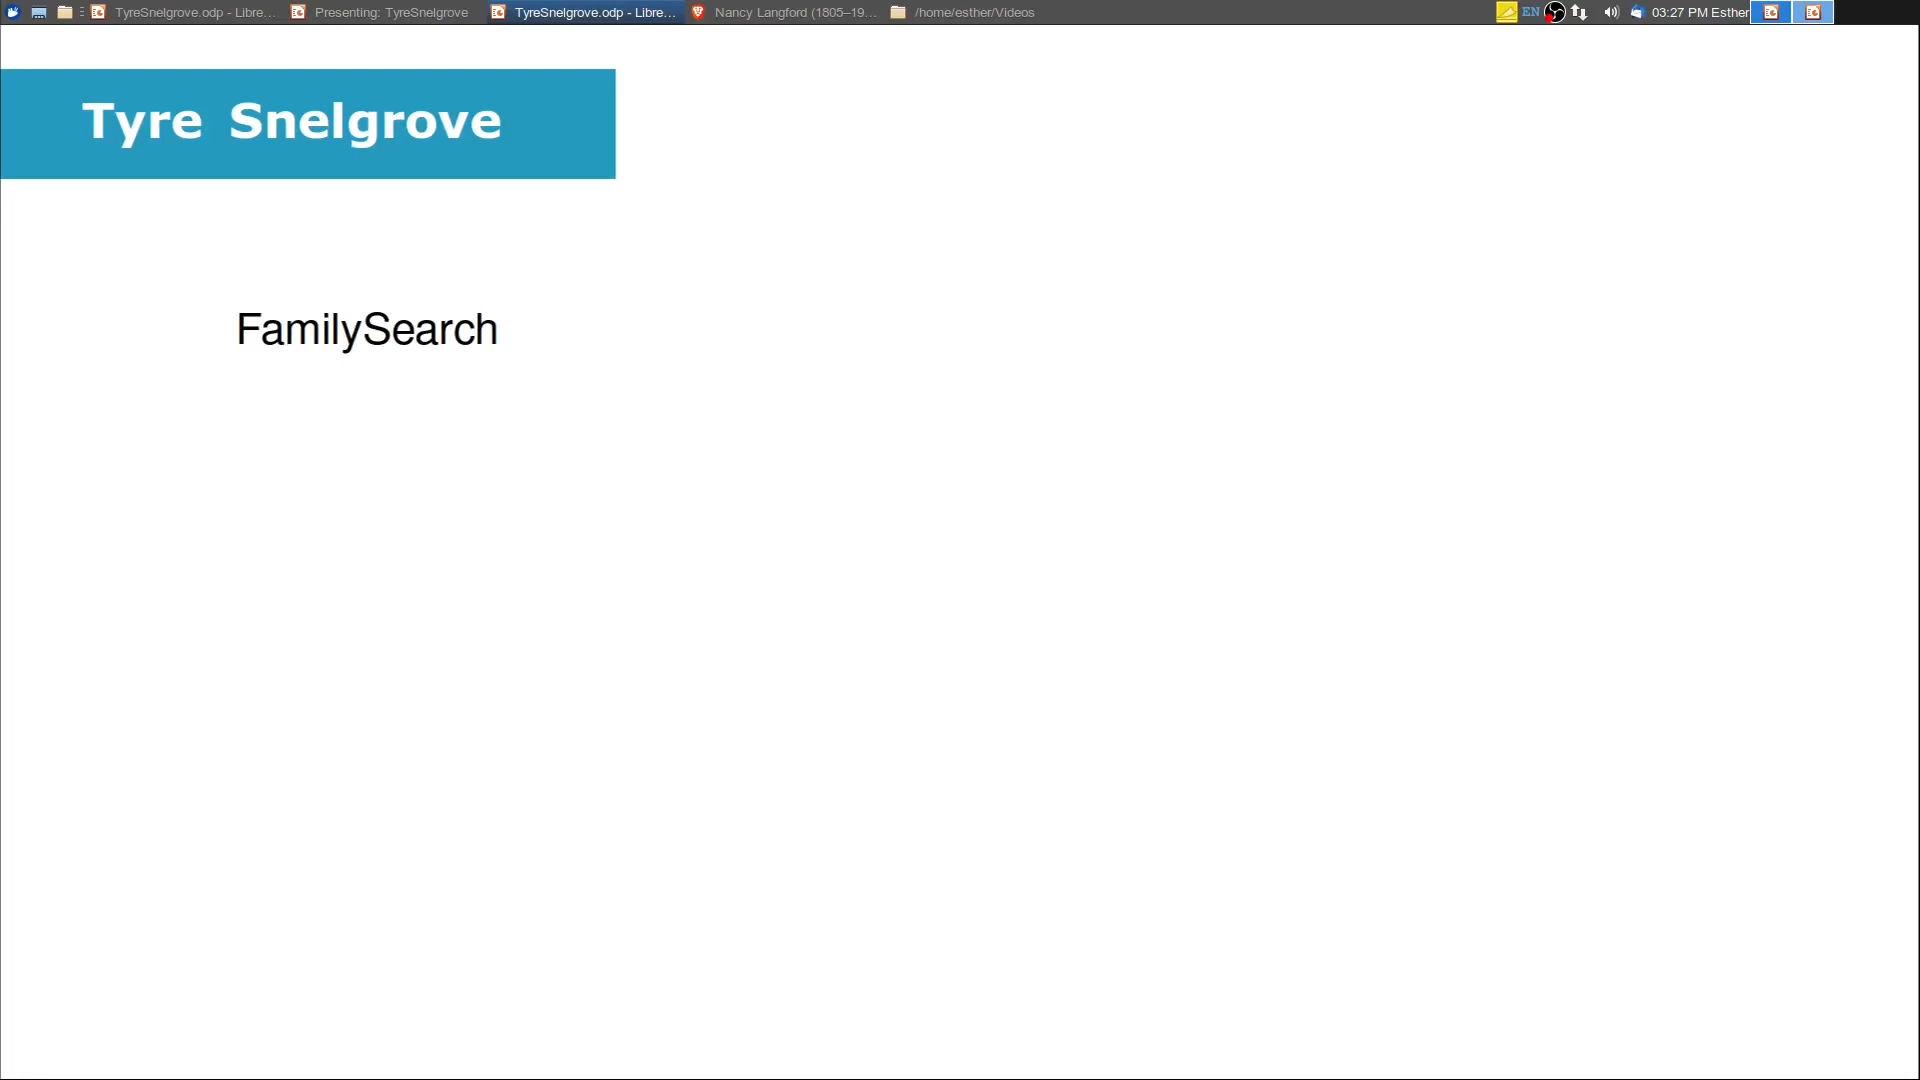 TyreSnelgrove.odp - Libre...
Presenting: TyreSnelgrove
TyreSnelgrove.odp - Libre...
Nancy Langford (1805–19...
/home/esther/Videos
EN
03:27 PM Esther
Tyre Snelgrove
FamilySearch